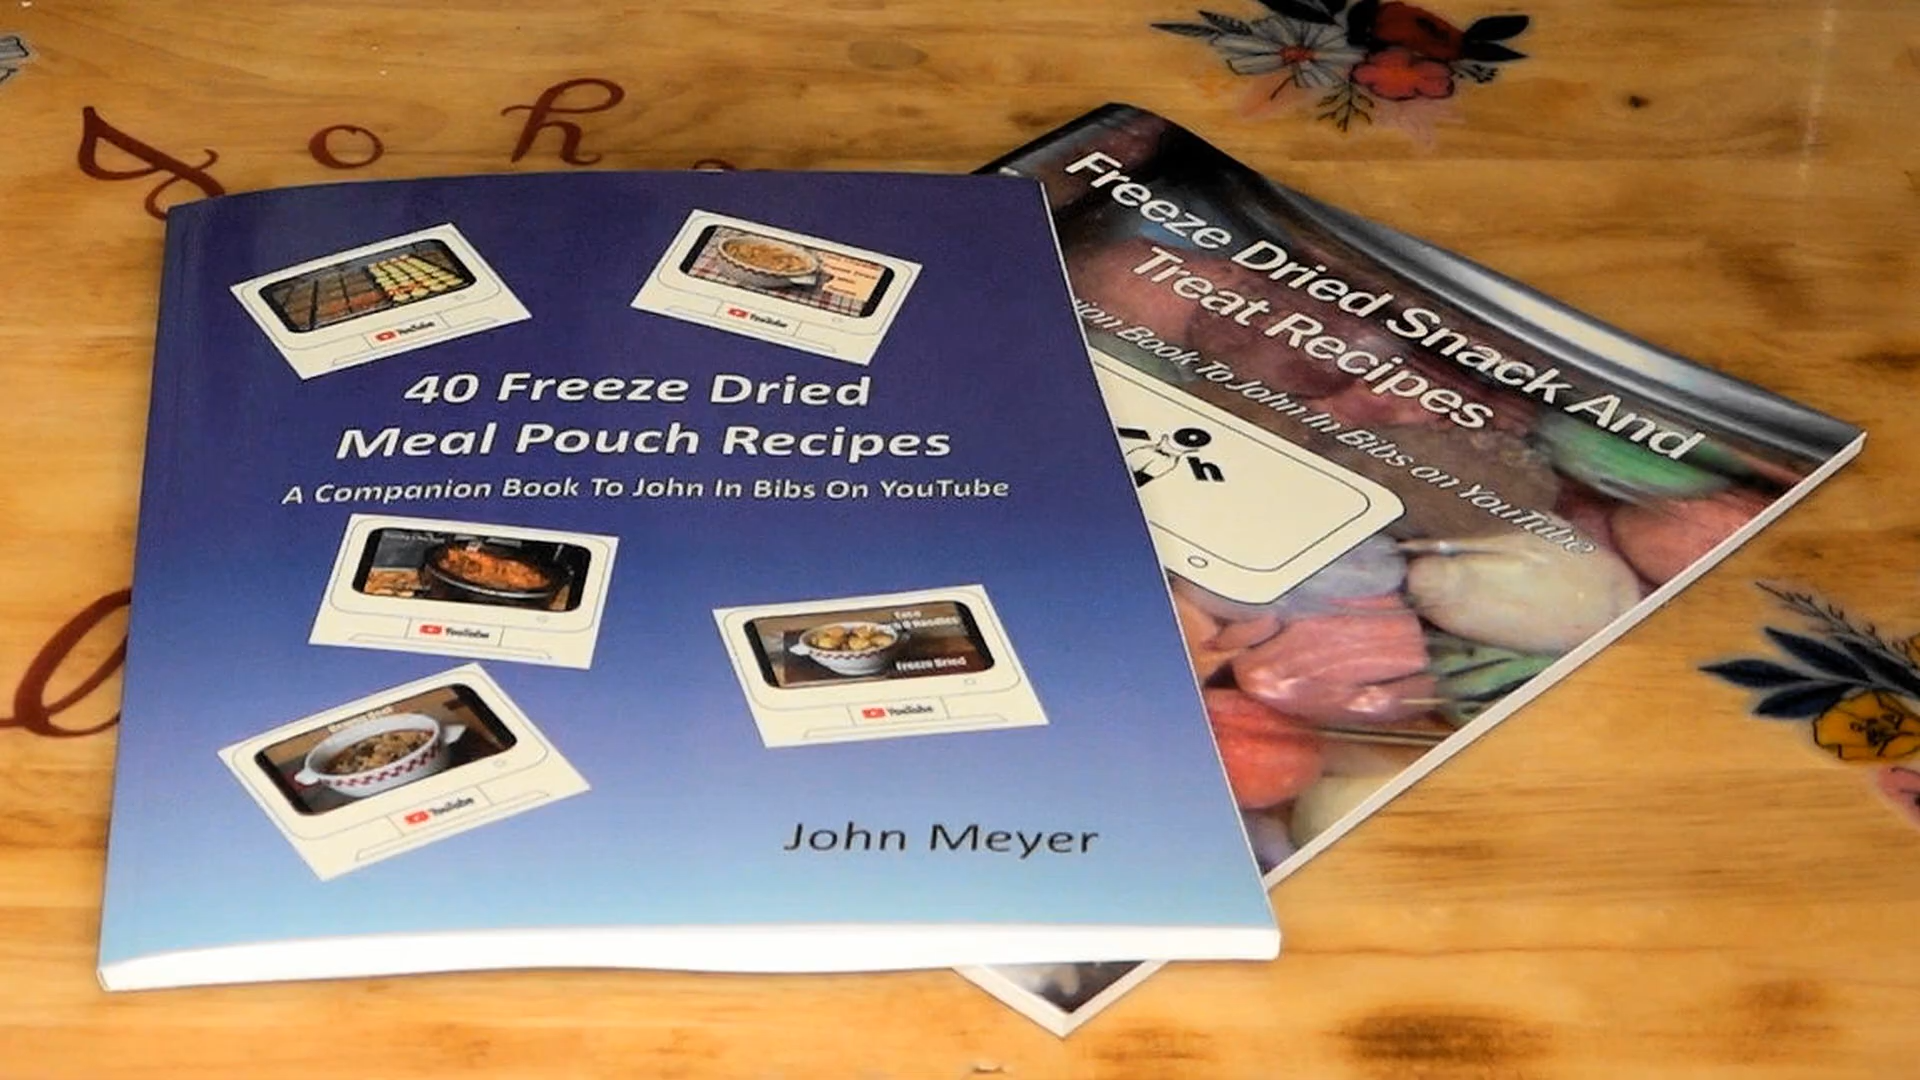 J o h
40 Freeze Dried
Meal Pouch Recipes
A Companion Book To John In Bibs On YouTube
YouTube
YouTube
YouTube
YouTube
Freeze Dried
YouTube
John Meyer
Freeze Dried Snack And
Treat Recipes
Book To John In Bibs on YouTube
o
h